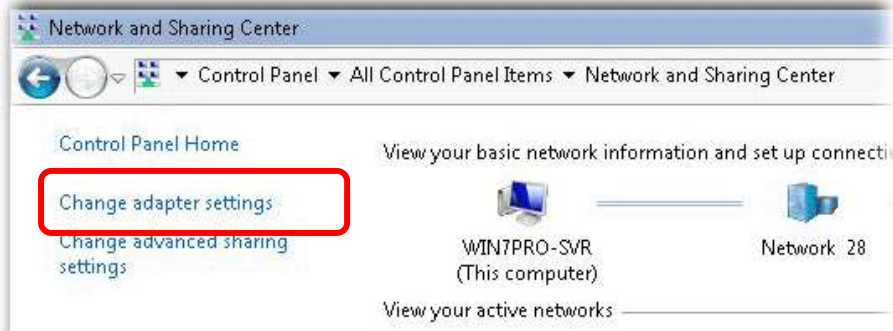 Network and Sharing Center
Control Panel All Control Panel Items Network and Sharing Center
Control Panel Home
Change adapter settings
Change advanced sharing
settings
View your basic network information and set up
WIN7PRO-SVR
(This computer)
Network 28
View your active networks